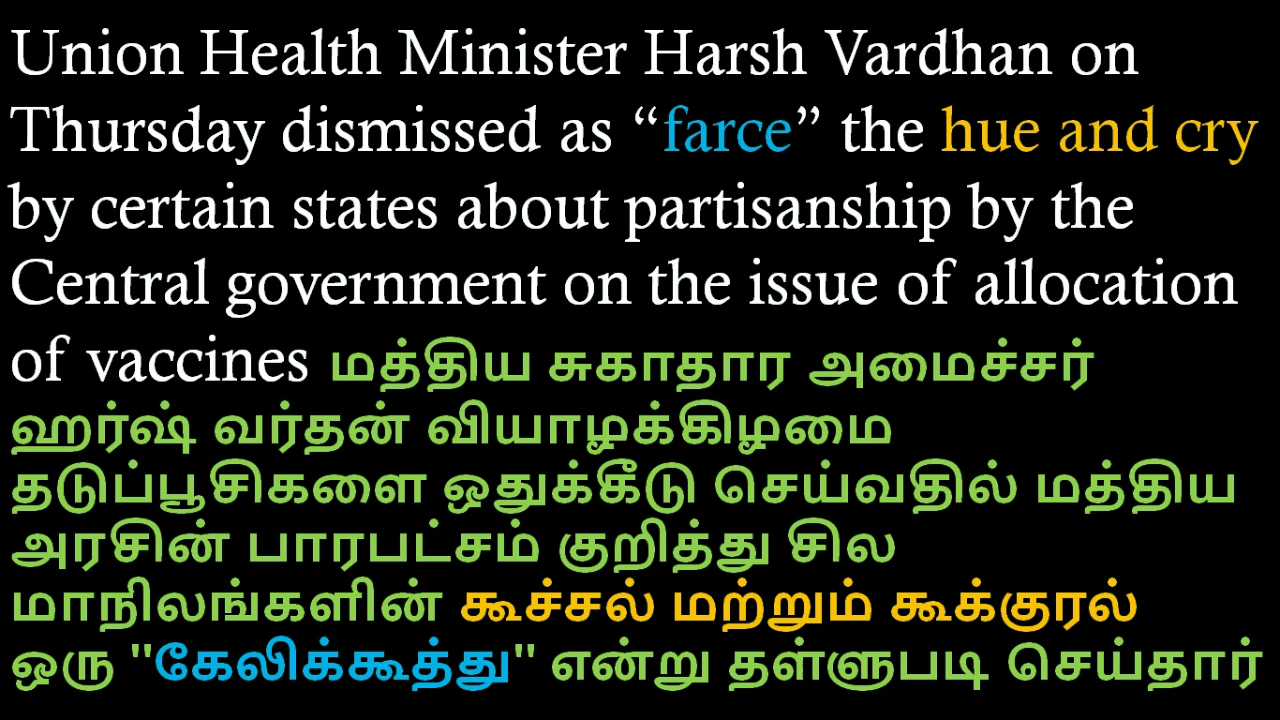 Union Health Minister Harsh Vardhan on
Thursday dismissed as “farce” the hue and cry
by certain states about partisanship by the
Central government on the issue of allocation
of vaccines மத்திய சுகாதார அமைச்சர்
ஹர்ஷ் வர்தன் வியாழக்கிழமை
தடுப்பூசிகளை ஒதுக்கீடு செய்வதில் மத்திய
அரசின் பாரபட்சம் குறித்து சில
மாநிலங்களின் கூச்சல் மற்றும் கூக்குரல்
ஒரு "கேலிக்கூத்து" என்று தள்ளுபடி செய்தார்